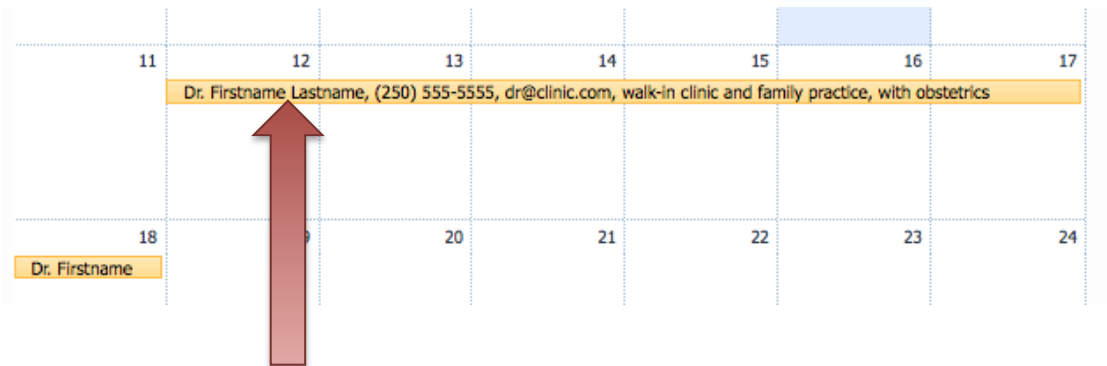 11 12 13 14 15 16 17
Dr. Firstname Lastname, (250) 555-5555, dr@clinic.com, walk-in clinic and family practice, with obstetrics
18 9 20 21 22 23 24
Dr. Firstname